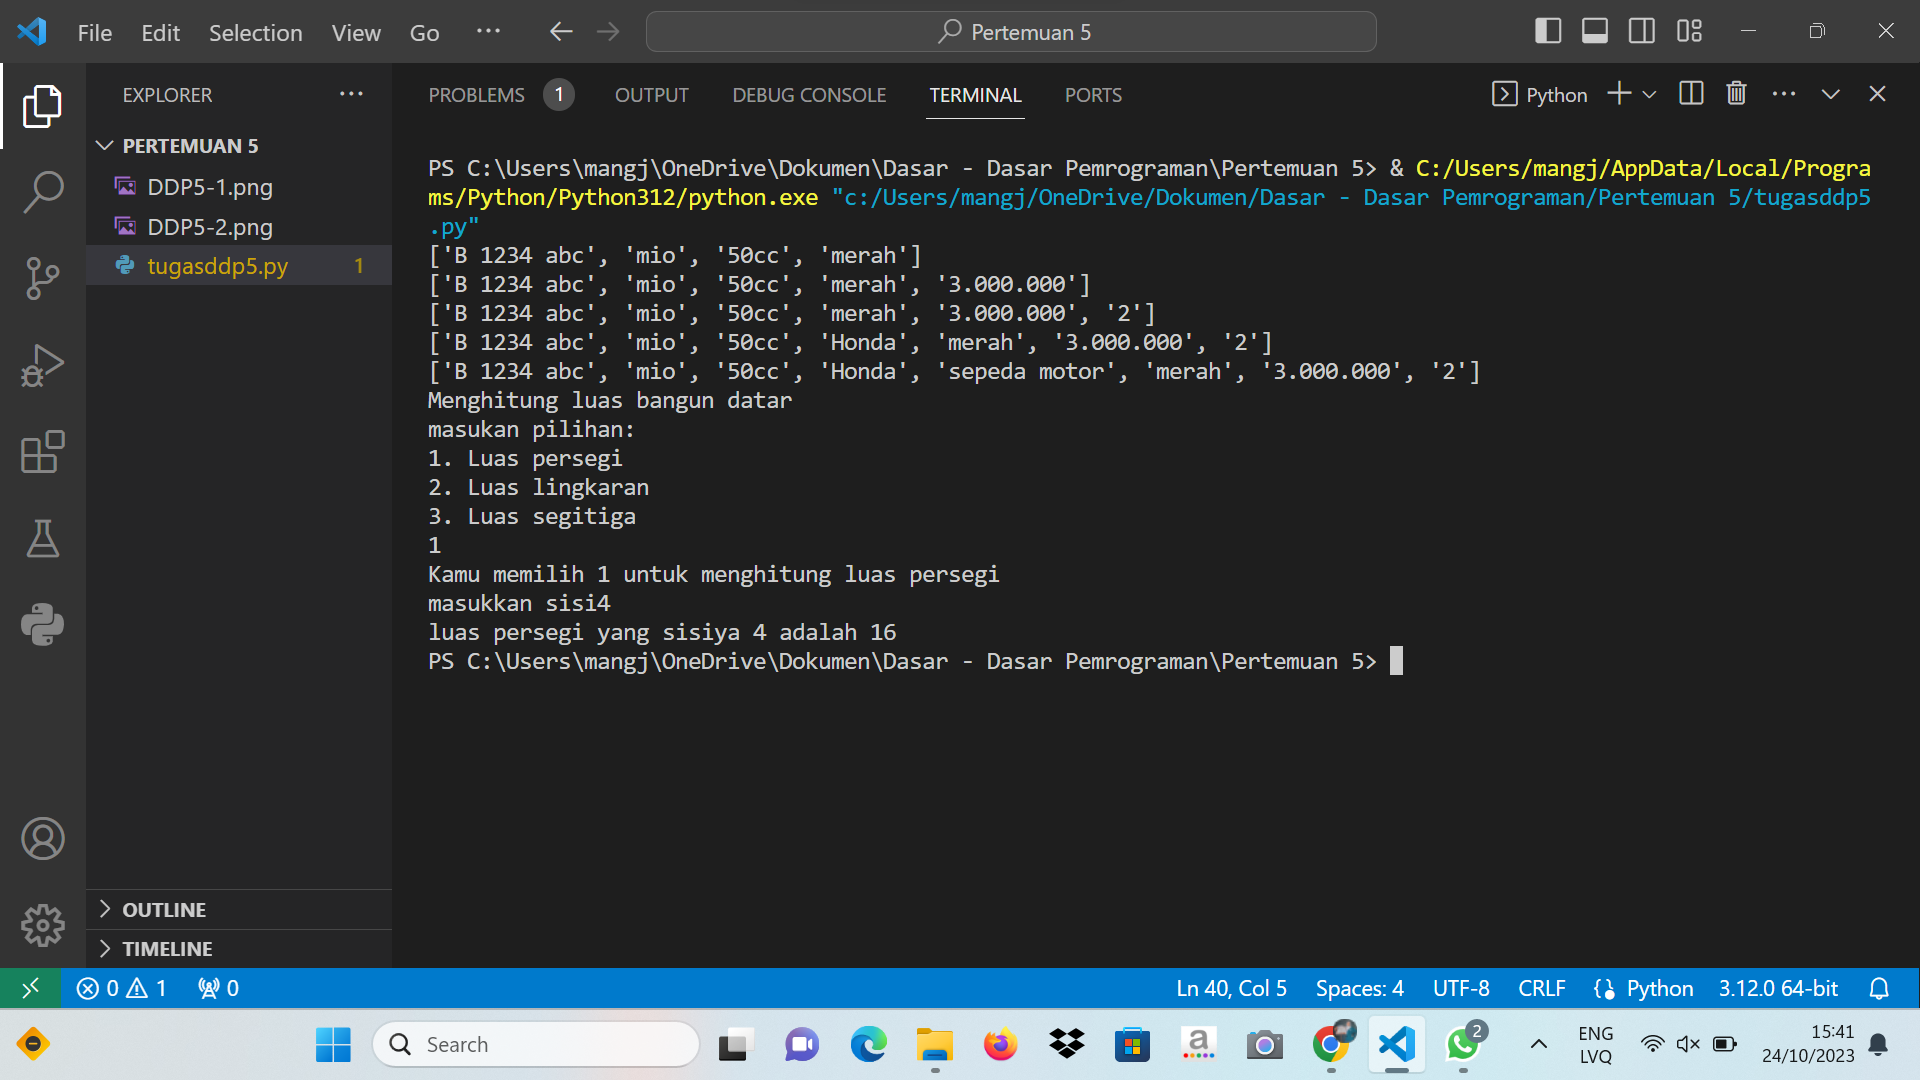 File Edit Selection View Go ···
Pertemuan 5
EXPLORER ···
PERTEMUAN 5
DDP5-1.png
DDP5-2.png
tugasddp5.py 1
OUTLINE
TIMELINE
PROBLEMS 1 OUTPUT DEBUG CONSOLE TERMINAL PORTS
Python
PS C:\Users\mangj\OneDrive\Dokumen\Dasar - Dasar Pemrograman\Pertemuan 5> & C:/Users/mangj/AppData/Local/Progra
ms/Python/Python312/python.exe "c:/Users/mangj/OneDrive/Dokumen/Dasar - Dasar Pemrograman/Pertemuan 5/tugasddp5
.py"
['B 1234 abc', 'mio', '50cc', 'merah']
['B 1234 abc', 'mio', '50cc', 'merah', '3.000.000']
['B 1234 abc', 'mio', '50cc', 'merah', '3.000.000', '2']
['B 1234 abc', 'mio', '50cc', 'Honda', 'merah', '3.000.000', '2']
['B 1234 abc', 'mio', '50cc', 'Honda', 'sepeda motor', 'merah', '3.000.000', '2']
Menghitung luas bangun datar
masukan pilihan:
1. Luas persegi
2. Luas lingkaran
3. Luas segitiga
1
Kamu memilih 1 untuk menghitung luas persegi
masukkan sisi4
luas persegi yang sisiya 4 adalah 16
PS C:\Users\mangj\OneDrive\Dokumen\Dasar - Dasar Pemrograman\Pertemuan 5>
0 1 0
Ln 40, Col 5 Spaces: 4 UTF-8 CRLF {} Python 3.12.0 64-bit
Search
a
2
ENG
LVQ
15:41
24/10/2023